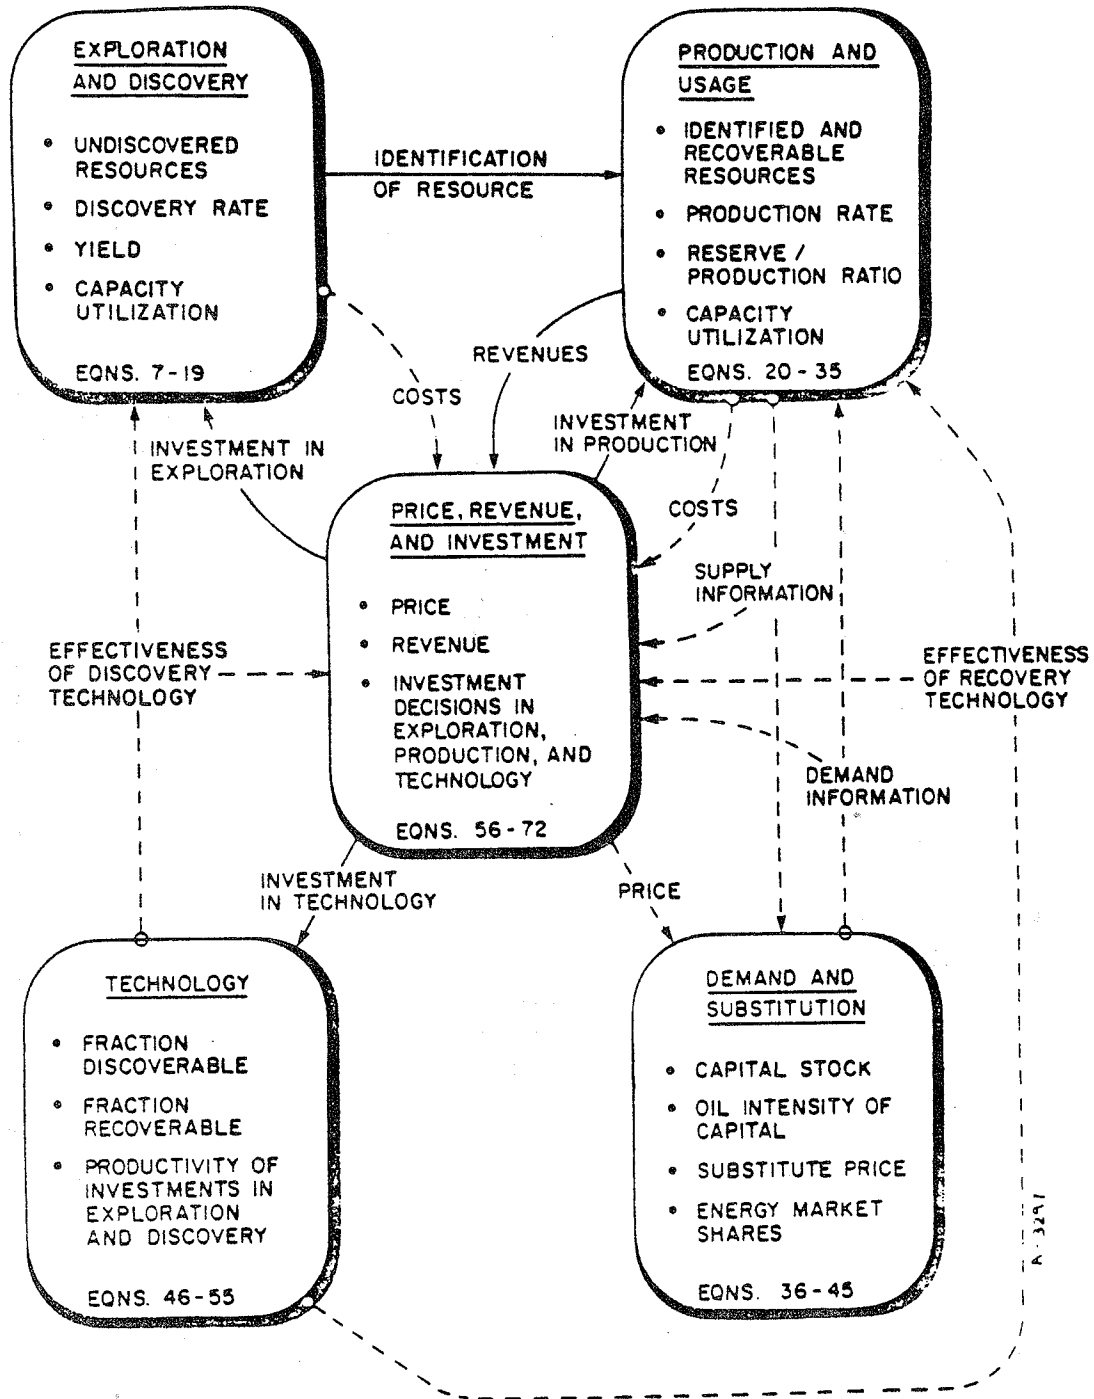 EXPLORATION
AND DISCOVERY
• UNDISCOVERED
RESOURCES
• DISCOVERY RATE
• YIELD
• CAPACITY
UTILIZATION
EQNS. 7-19
IDENTIFICATION
OF RESOURCE
PRODUCTION AND
USAGE
• IDENTIFIED AND
RECOVERABLE
RESOURCES
• PRODUCTION RATE
• RESERVE /
PRODUCTION RATIO
• CAPACITY
UTILIZATION
EQNS. 20-35
REVENUES
COSTS
INVESTMENT IN
EXPLORATION
INVESTMENT
IN PRODUCTION
COSTS
PRICE, REVENUE,
AND INVESTMENT
• PRICE
• REVENUE
• INVESTMENT
DECISIONS IN
EXPLORATION,
PRODUCTION, AND
TECHNOLOGY
EQNS. 56-72
SUPPLY
INFORMATION
EFFECTIVENESS
OF DISCOVERY
TECHNOLOGY
EFFECTIVENESS
OF RECOVERY
TECHNOLOGY
DEMAND
INFORMATION
INVESTMENT
IN TECHNOLOGY
PRICE
TECHNOLOGY
• FRACTION
DISCOVERABLE
• FRACTION
RECOVERABLE
• PRODUCTIVITY OF
INVESTMENTS IN
EXPLORATION
AND DISCOVERY
EQNS. 46-55
DEMAND AND
SUBSTITUTION
• CAPITAL STOCK
• OIL INTENSITY OF
CAPITAL
• SUBSTITUTE PRICE
• ENERGY MARKET
SHARES
EQNS. 36-45